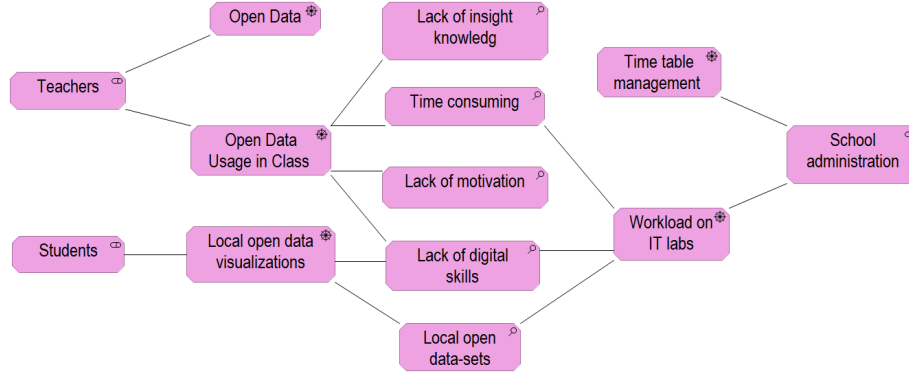 Open Data
Teachers
Open Data
Usage in Class
Students
Local open data
visualizations
Lack of insight
knowledg
Time consuming
Lack of motivation
Lack of digital
skills
Local open
data-sets
Time table
management
School
administration
Workload on
IT labs